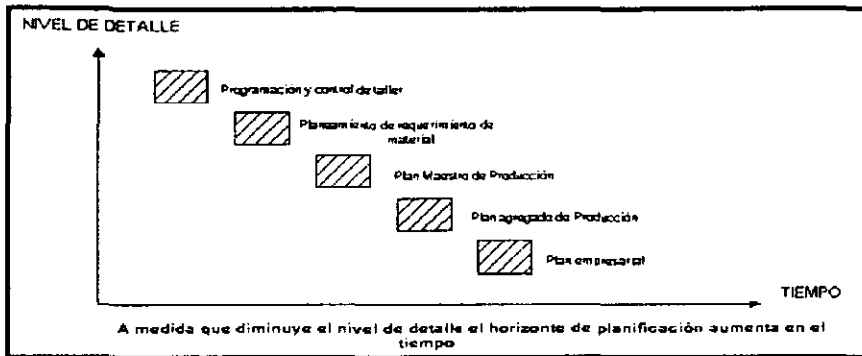 NIVEL DE DETALLE
Programación y control de taller
Planeamiento de requerimiento de
material
Plan Maestro de Producción
Plan agregado de Producción
Plan empresarial
TIEMPO
A medida que diminuye el nivel de detalle el horizonte de planificación aumenta en el
tiempo